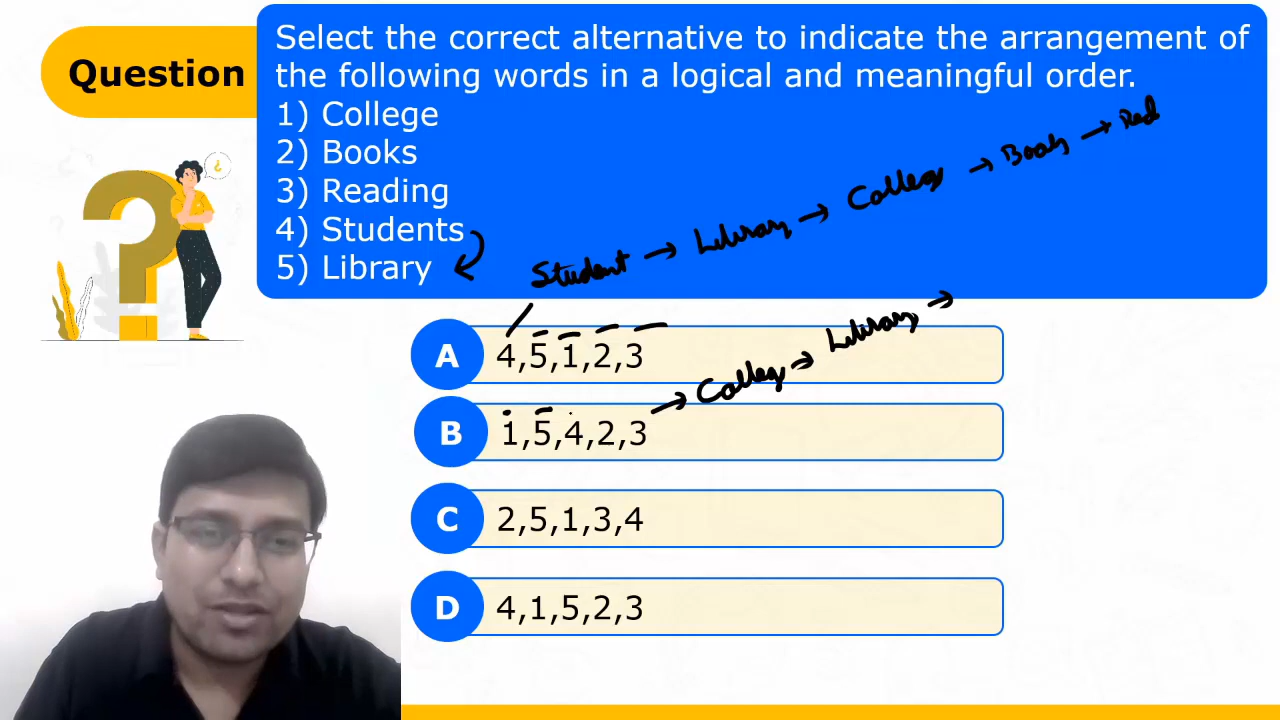 Question
Select the correct alternative to indicate the arrangement of
the following words in a logical and meaningful order.
1) College
2) Books
3) Reading
4) Students
5) Library
?
Student → Library → College → Books → Red
A 4,5,1,2,3
B 1,5,4,2,3
→ College → Library →
C 2,5,1,3,4
D 4,1,5,2,3